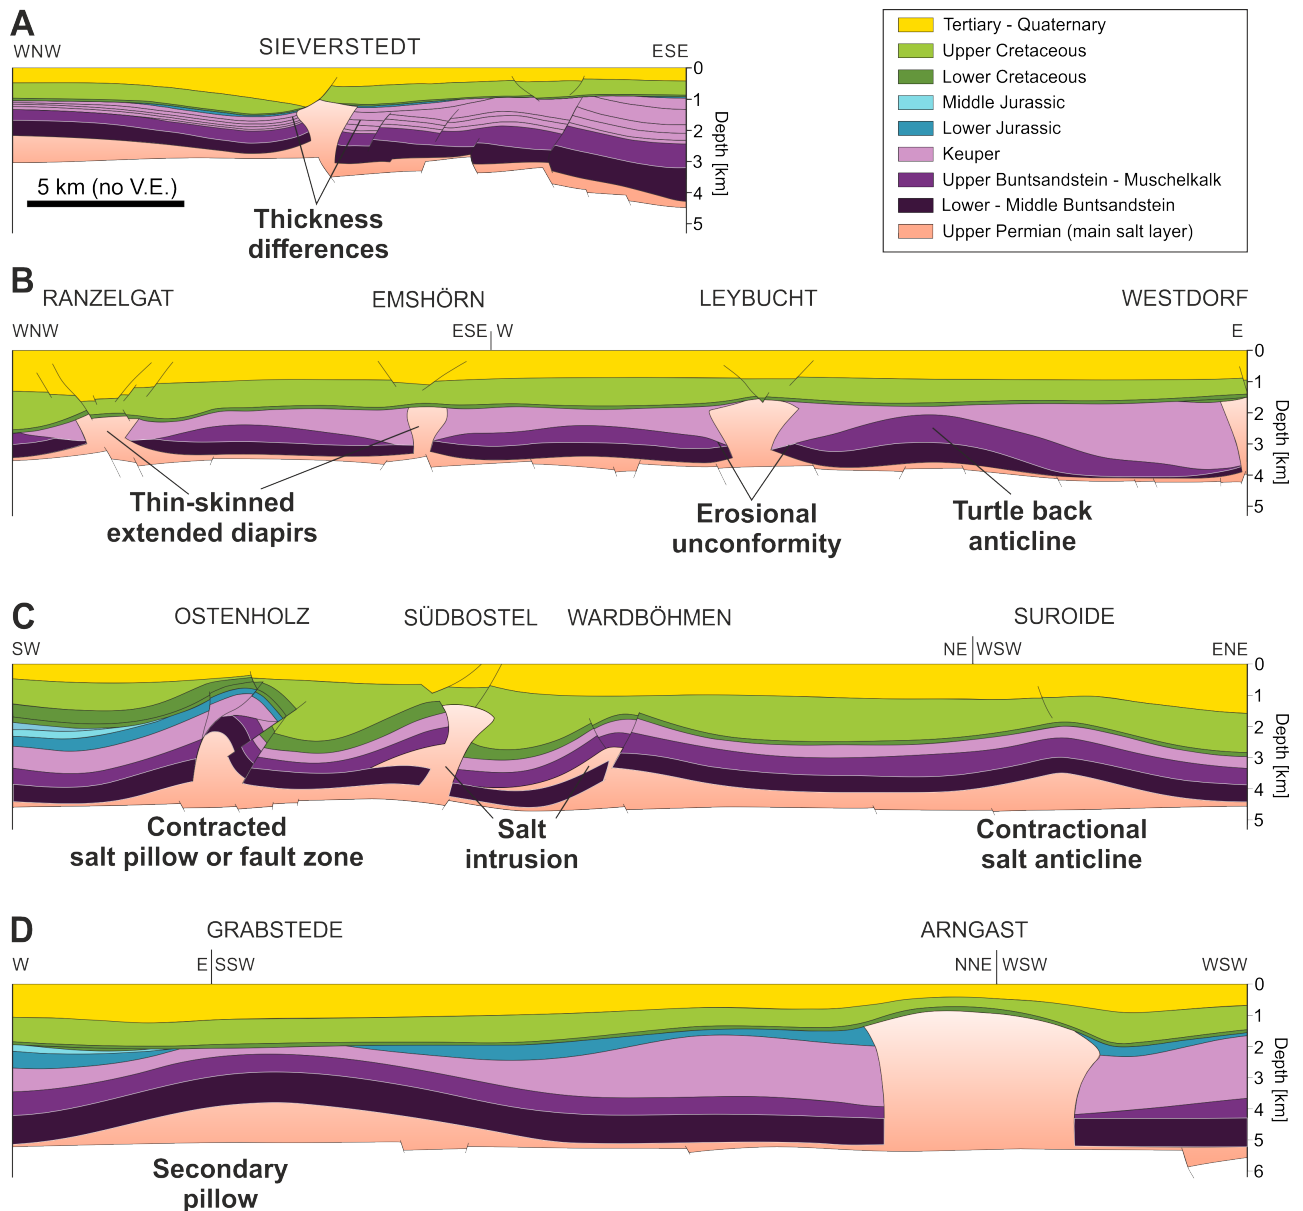 A
WNW
SIEVERSTEDT
ESE
0
1
2
3
4
5
Depth [km]
5 km (no V.E.)
Thickness
differences
Tertiary - Quaternary
Upper Cretaceous
Lower Cretaceous
Middle Jurassic
Lower Jurassic
Keuper
Upper Buntsandstein - Muschelkalk
Lower - Middle Buntsandstein
Upper Permian (main salt layer)
B
RANZELGAT
EMSHÖRN
LEYBUCHT
WESTDORF
WNW
ESE
W
E
0
1
2
3
4
5
Depth [km]
Thin-skinned
extended diapirs
Erosional
unconformity
Turtle back
anticline
C
OSTENHOLZ
SÜDBOSTEL
WARDBÖHMEN
SUROIDE
SW
NE
WSW
ENE
0
1
2
3
4
5
Depth [km]
Contracted
salt pillow or fault zone
Salt
intrusion
Contractional
salt anticline
D
GRABSTEDE
ARNGAST
W
E
SSW
NNE
WSW
WSW
0
1
2
3
4
5
6
Depth [km]
Secondary
pillow